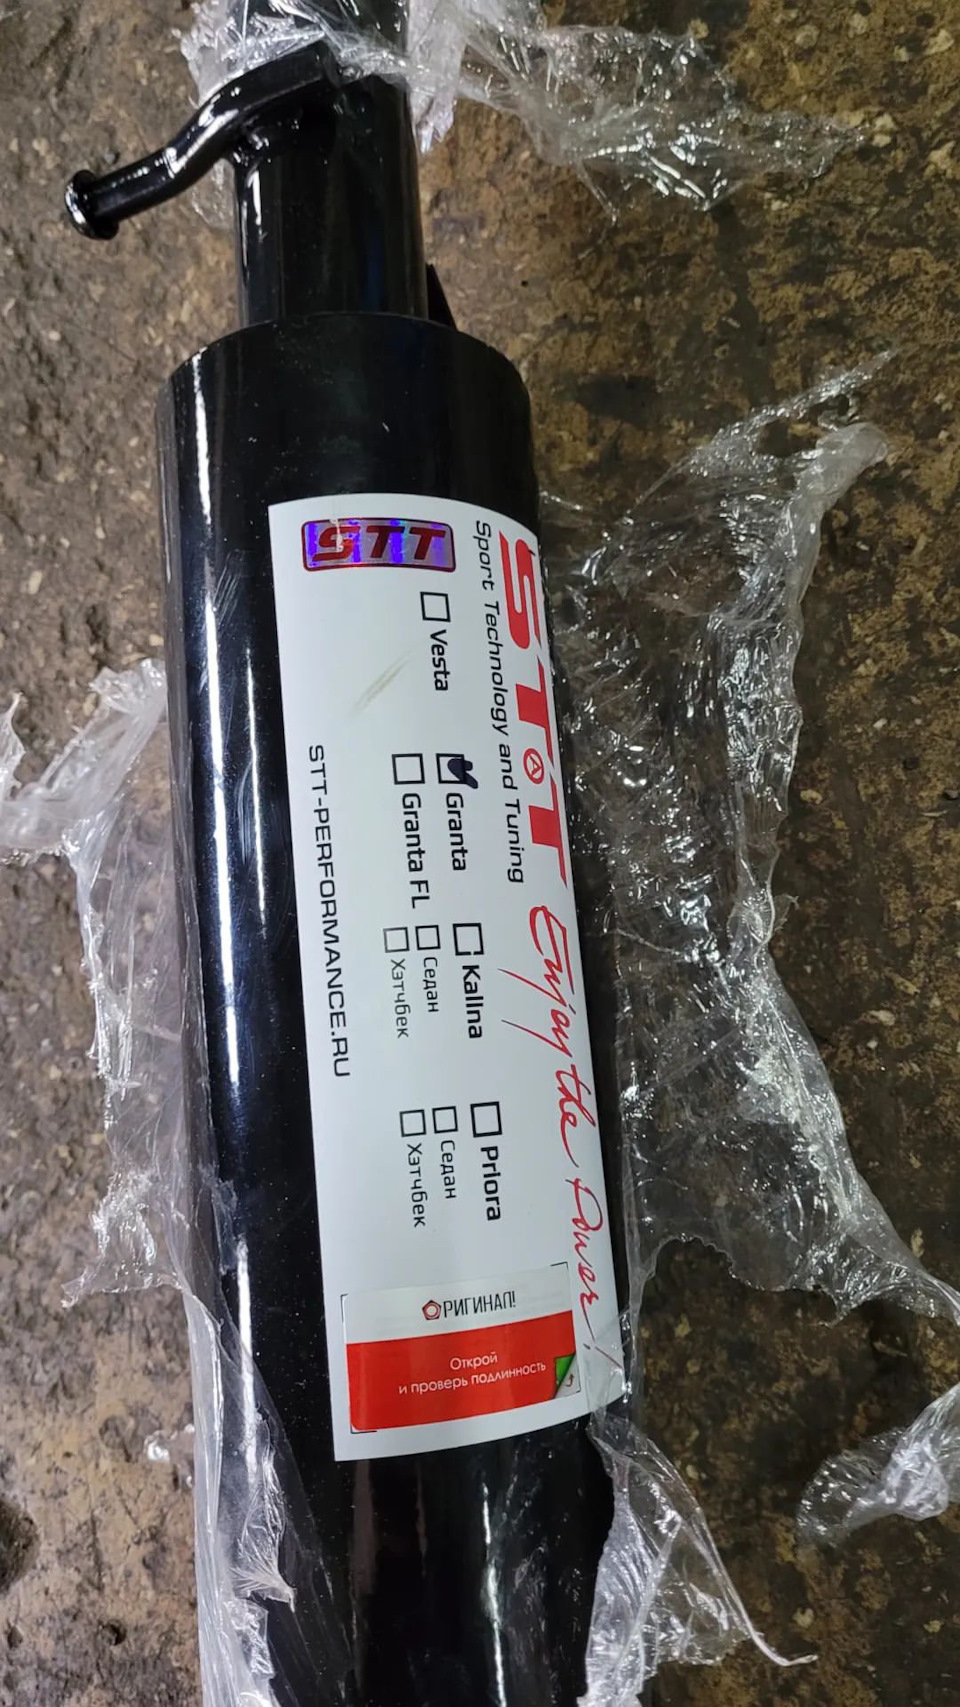 STT Enjoy the Power!
Sport Technology and Tuning
STT
Vesta
Granta
Kalina
Priora
Granta FL
Седан
Хэтчбек
Седан
Хэтчбек
STT-PERFORMANCE.RU
ОРИГИНАЛ!
Открой
и проверь подлинность